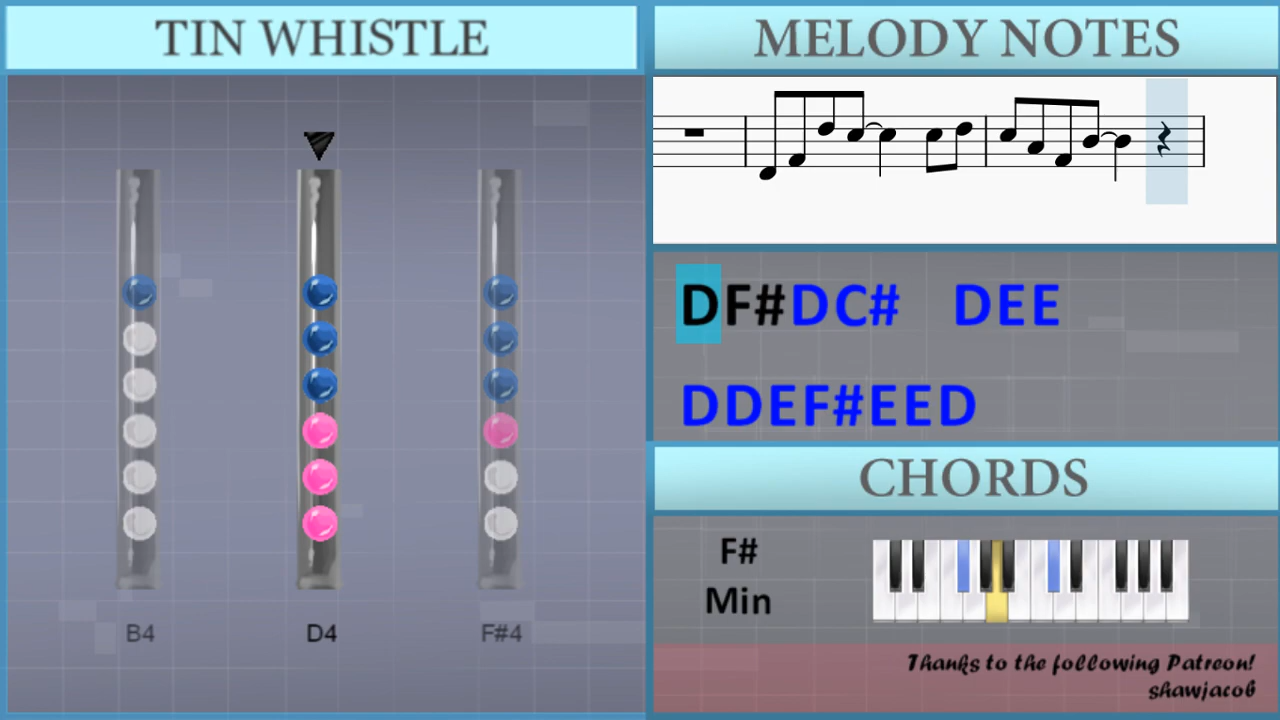 TIN WHISTLE
B4
D4
F#4
MELODY NOTES
DF#DC# DEE
DDEF#EED
CHORDS
F#
Min
Thanks to the following Patreon!
shawjacob